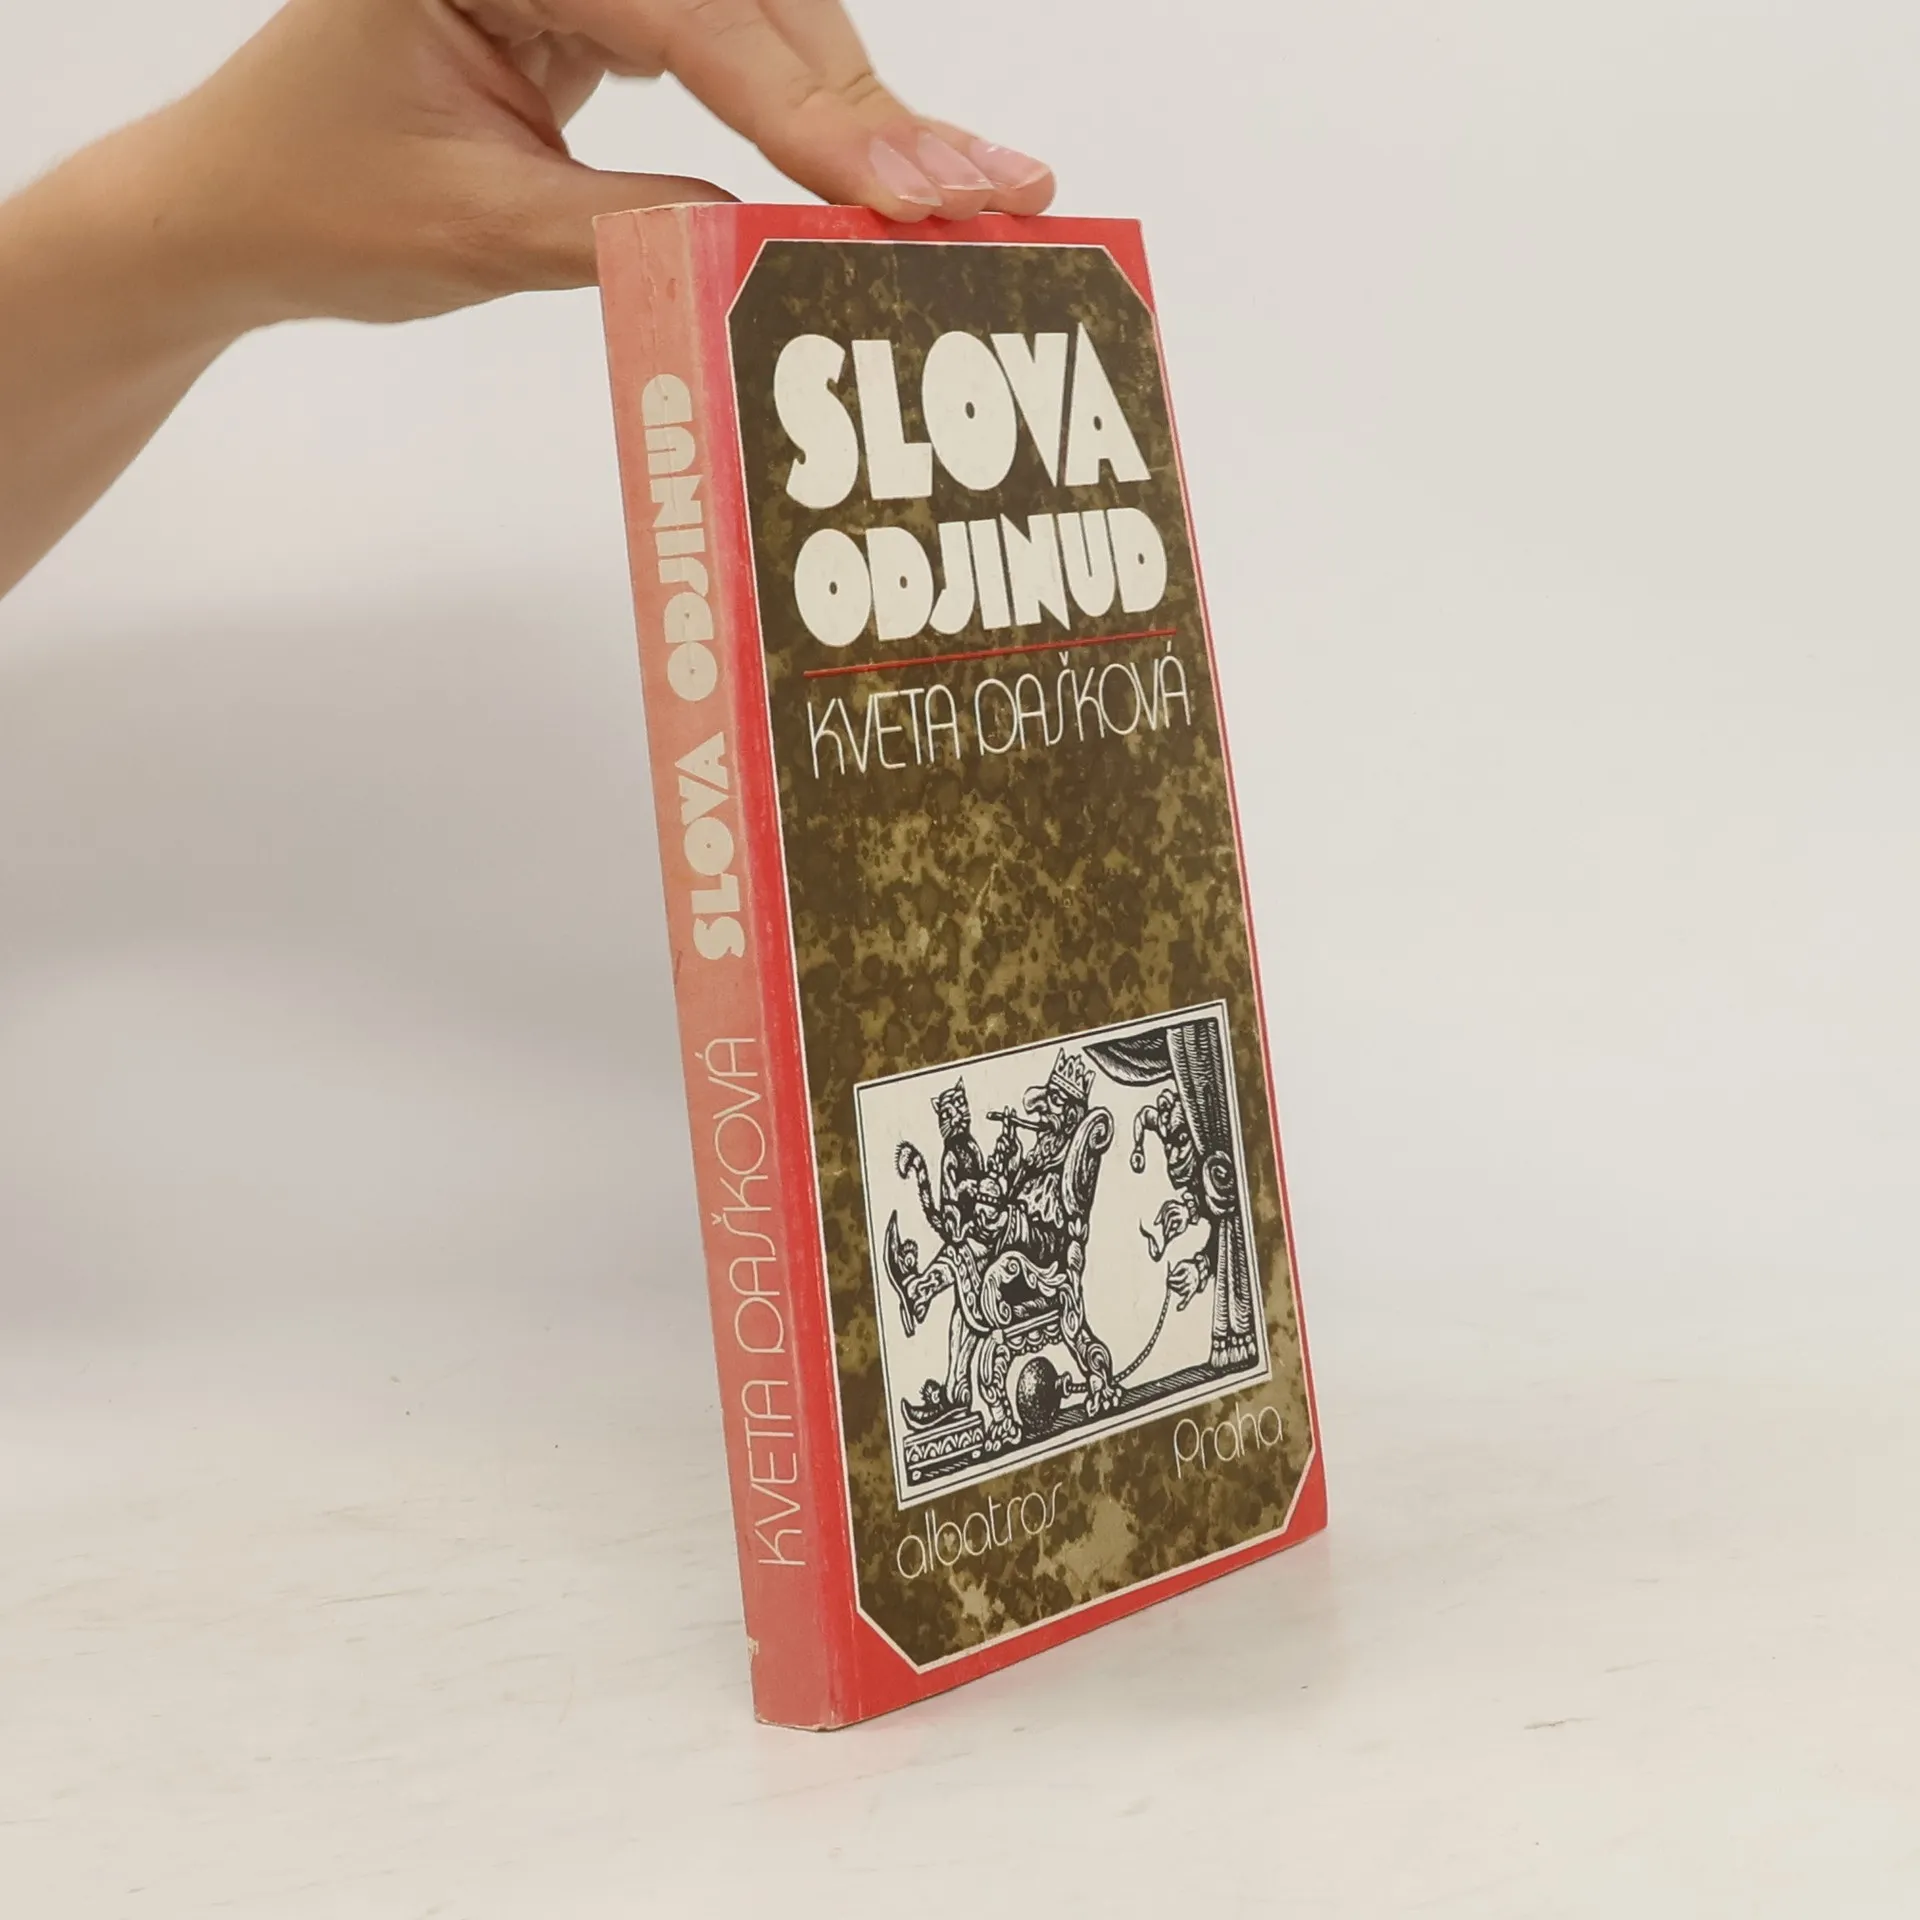 SLOVA
ODJINUD
KVETA DAŠKOVÁ
albatros
Praha
KVETA DAŠKOVÁ SLOVA ODJINUD